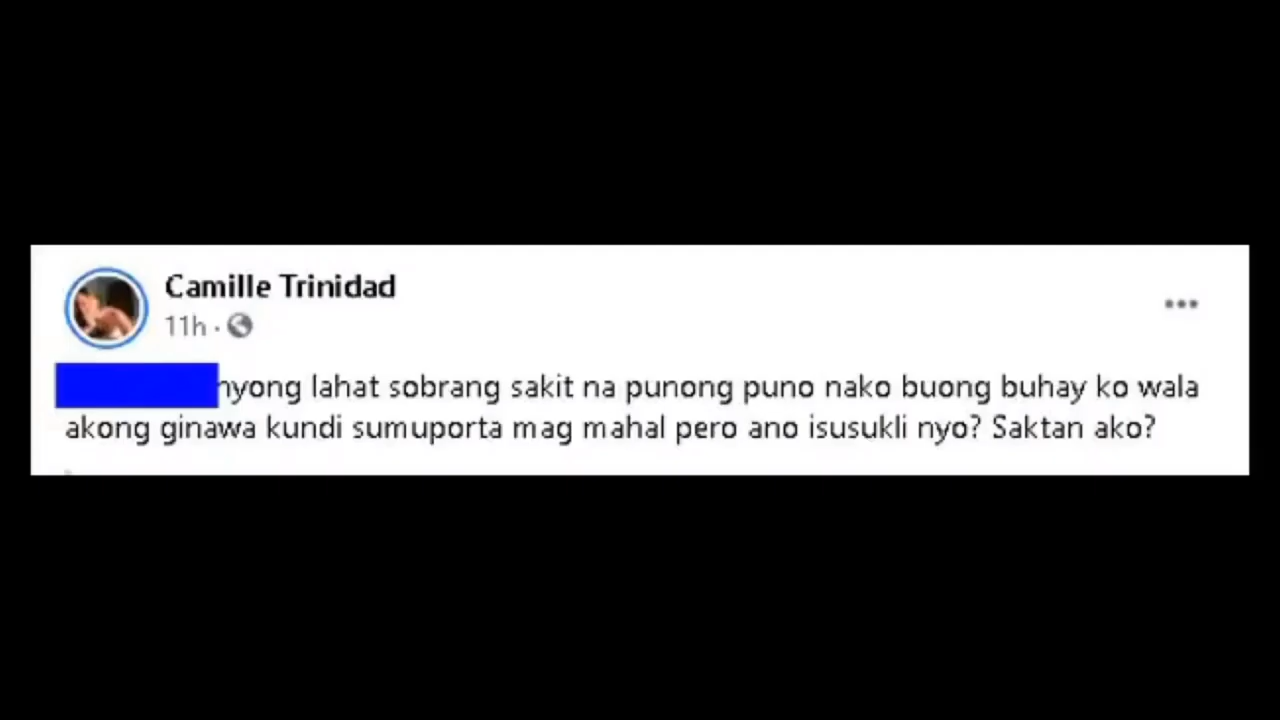 Camille Trinidad
11h ·
nyong lahat sobrang sakit na punong puno nako buong buhay ko wala
akong ginawa kundi sumuporta mag mahal pero ano isusukli nyo? Saktan ako?